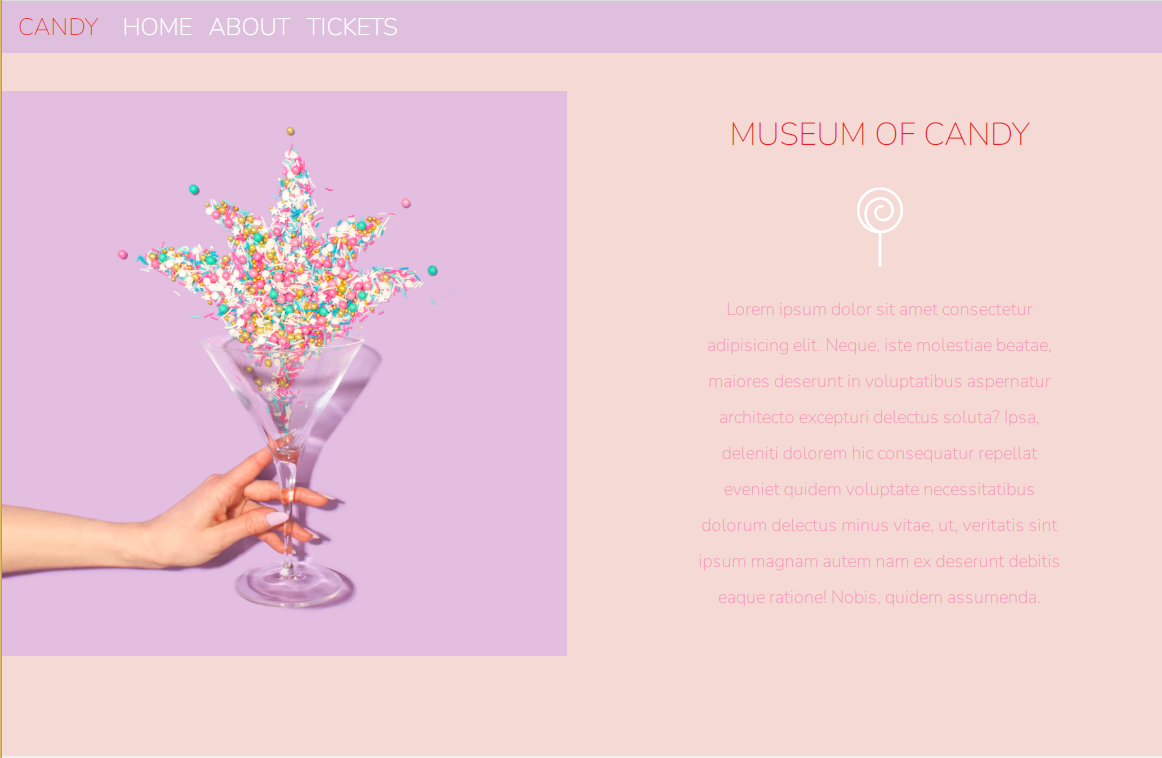 CANDY HOME ABOUT TICKETS
MUSEUM OF CANDY
Lorem ipsum dolor sit amet consectetur
adipisicing elit. Neque, iste molestiae beatae,
maiores deserunt in voluptatibus aspernatur
architecto excepturi delectus soluta? Ipsa,
deleniti dolorem hic consequatur repellat
eveniet quidem voluptate necessitatibus
dolorum delectus minus vitae, ut, veritatis sint
ipsum magnam autem nam ex deserunt debitis
eaque ratione! Nobis, quidem assumenda.